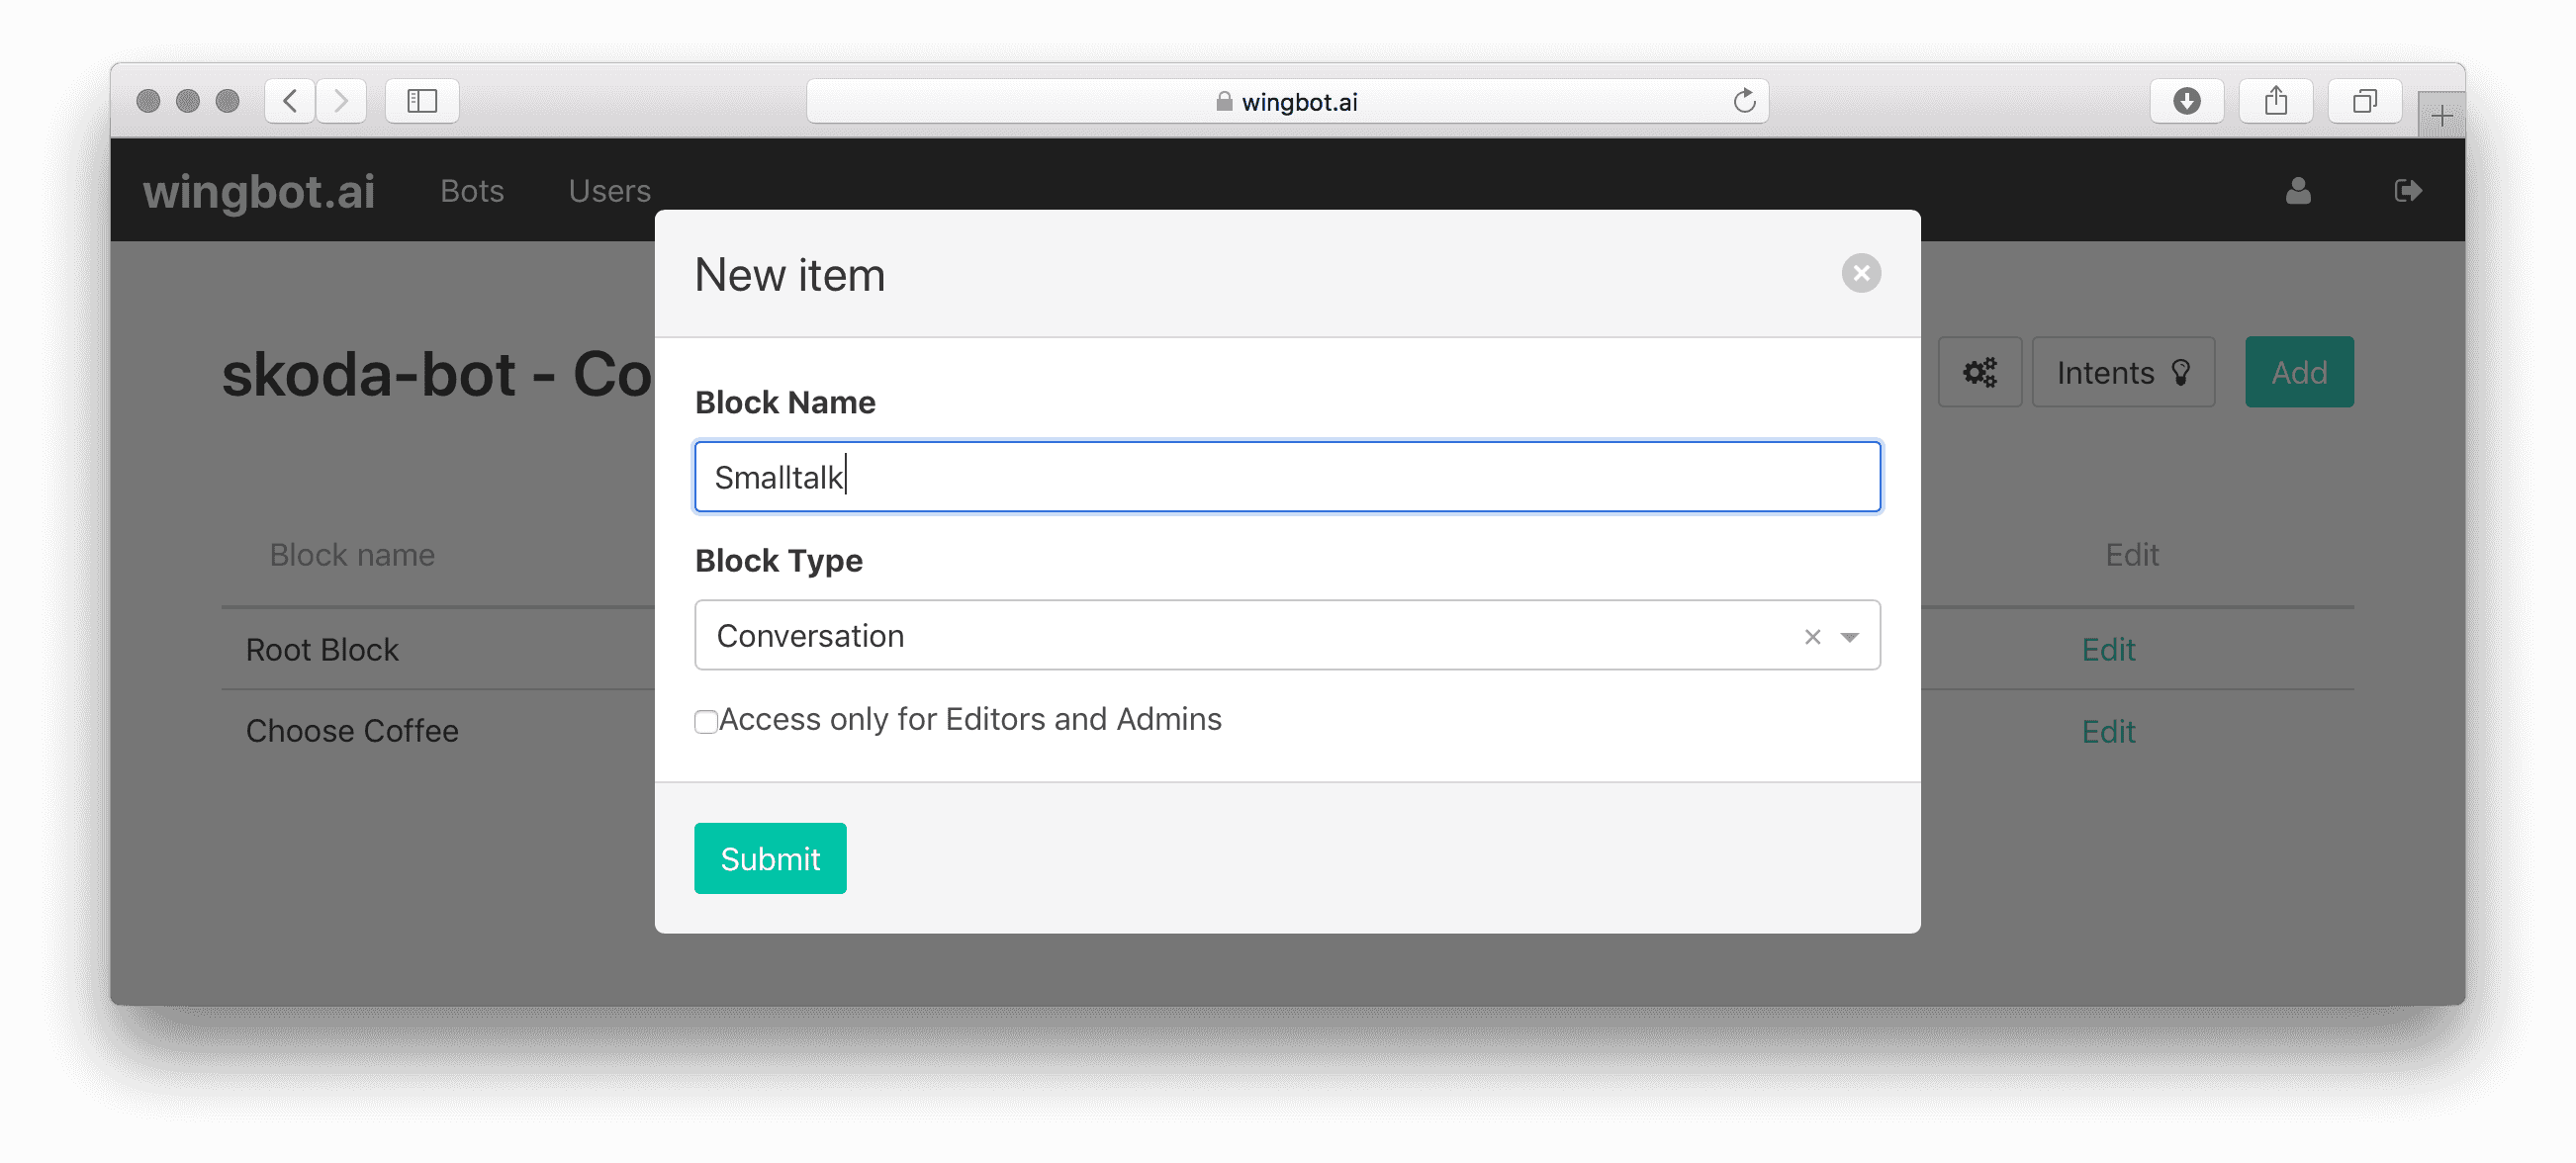 wingbot.ai
wingbot.ai Bots Users
New item
skoda-bot - Co
Intents Add
Block Name
Smalltalk
Block name
Edit
Block Type
Conversation
Root Block
Edit
Access only for Editors and Admins
Choose Coffee
Edit
Submit